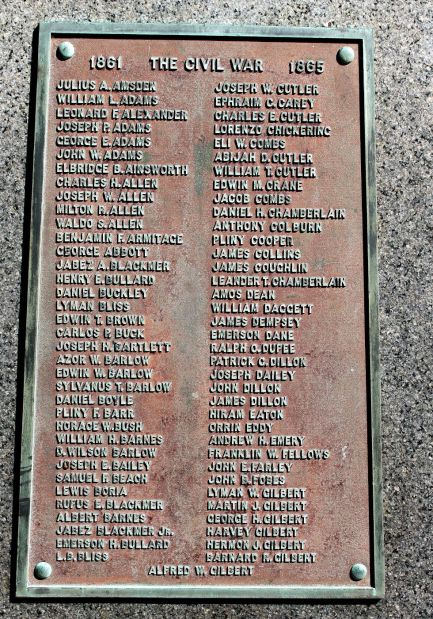 1861 THE CIVIL WAR 1865
JULIUS A. AMSDEN
WILLIAM L. ADAMS
LEONARD F. ALEXANDER
JOSEPH P. ADAMS
GEORGE E. ADAMS
JOHN W. ADAMS
ELBRIDGE B. AINSWORTH
CHARLES H. ALLEN
JOSEPH W. ALLEN
MILTON R. ALLEN
WALDO S. ALLEN
BENJAMIN F. ARMITAGE
GEORGE ABBOTT
JABEZ A. BLACKMER
HENRY E. BULLARD
DANIEL BUCKLEY
LYMAN BLISS
EDWIN T. BROWN
CARLOS P. BUCK
JOSEPH H. BARTLETT
AZOR W. BARLOW
EDWIN W. BARLOW
SYLVANUS T. BARLOW
DANIEL BOYLE
PLINY F. BARR
HORACE W. BUSH
WILLIAM H. BARNES
D. WILSON BARLOW
JOSEPH E. BAILEY
SAMUEL F. BEACH
LEWIS BORIA
RUFUS E. BLACKMER
ALBERT BARNES
JABEZ BLACKMER JR.
EMERSON H. BULLARD
L. B. BLISS
JOSEPH W. CUTLER
EPHRAIM C. CAREY
CHARLES E. CUTLER
LORENZO CHICKERING
ELI W. COMBS
ABIJAH D. CUTLER
WILLIAM T. CUTLER
EDWIN M. CRANE
JACOB COMBS
DANIEL H. CHAMBERLAIN
ANTHONY COLBURN
PLINY COOPER
JAMES COLLINS
JAMES COUGHLIN
LEANDER T. CHAMBERLAIN
AMOS DEAN
WILLIAM DAGGETT
JAMES DEMPSEY
EMERSON DANE
RALPH O. DUPEE
PATRICK C. DILLON
JOSEPH DAILEY
JOHN DILLON
JAMES DILLON
HIRAM EATON
ORRIN EDDY
ANDREW H. EMERY
FRANKLIN W. FELLOWS
JOHN E. FARLEY
JOHN B. FOBES
LYMAN W. GILBERT
MARTIN J. GILBERT
GEORGE H. GILBERT
HARVEY GILBERT
HERMON J. GILBERT
BARNARD R. GILBERT
ALFRED W. GILBERT